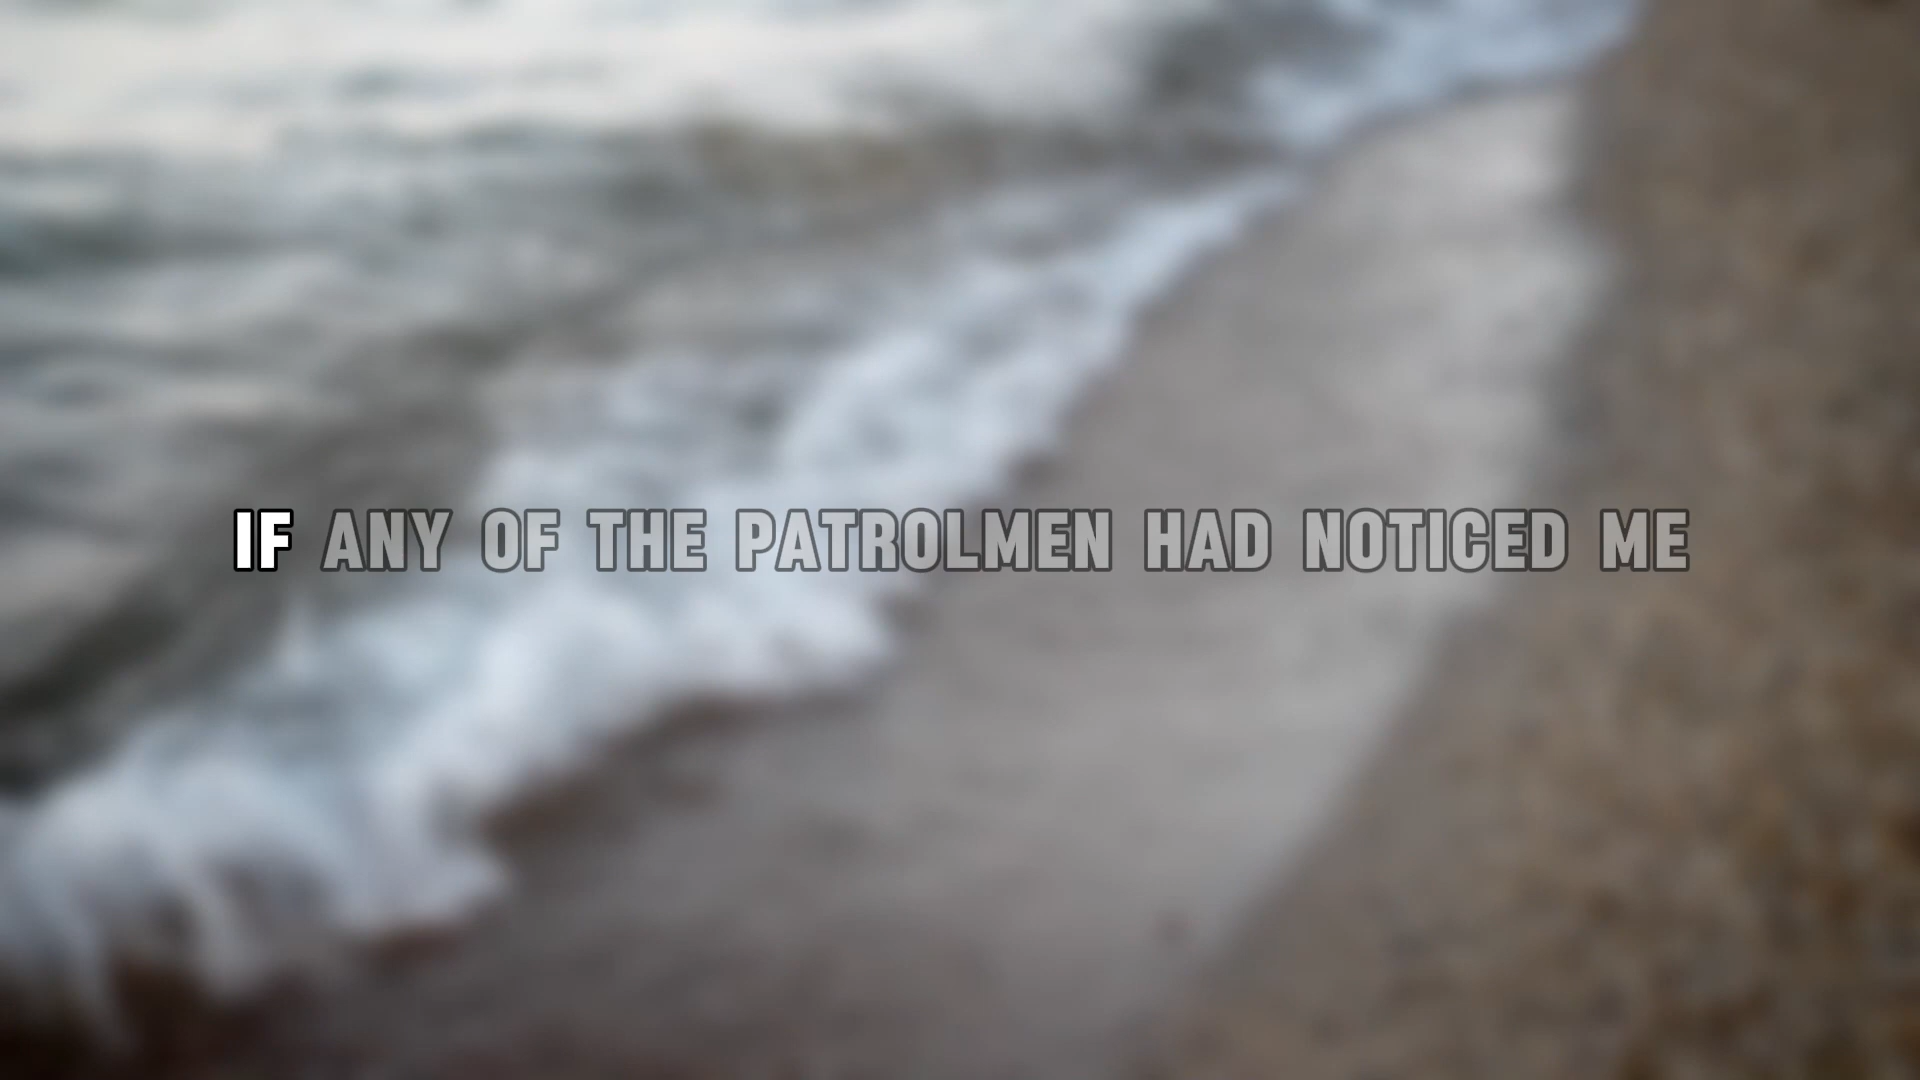 IF ANY OF THE PATROLMEN HAD NOTICED ME